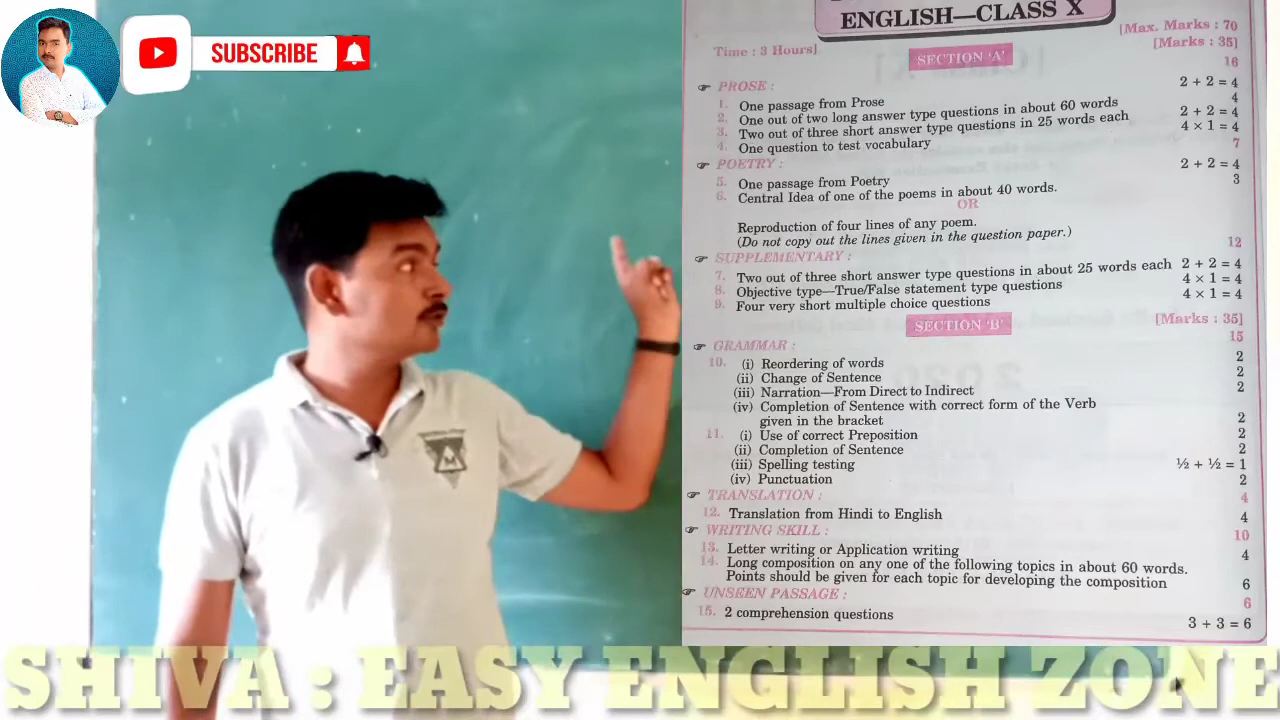 SUBSCRIBE
ENGLISH—CLASS X
Time : 3 Hours] [Max. Marks : 70
SECTION 'A' [Marks : 35]
☞ PROSE : 16
1. One passage from Prose 2 + 2 = 4
2. One out of two long answer type questions in about 60 words 4
3. Two out of three short answer type questions in 25 words each 2 + 2 = 4
4. One question to test vocabulary 4 × 1 = 4
☞ POETRY : 7
5. One passage from Poetry 2 + 2 = 4
6. Central Idea of one of the poems in about 40 words. 3
OR
Reproduction of four lines of any poem.
(Do not copy out the lines given in the question paper.)
☞ SUPPLEMENTARY : 12
7. Two out of three short answer type questions in about 25 words each 2 + 2 = 4
8. Objective type—True/False statement type questions 4 × 1 = 4
9. Four very short multiple choice questions 4 × 1 = 4
SECTION 'B' [Marks : 35]
☞ GRAMMAR : 15
10. (i) Reordering of words 2
(ii) Change of Sentence 2
(iii) Narration—From Direct to Indirect 2
(iv) Completion of Sentence with correct form of the Verb
given in the bracket 2
11. (i) Use of correct Preposition 2
(ii) Completion of Sentence 2
(iii) Spelling testing ½ + ½ = 1
(iv) Punctuation 2
☞ TRANSLATION : 4
12. Translation from Hindi to English 4
☞ WRITING SKILL : 10
13. Letter writing or Application writing 4
14. Long composition on any one of the following topics in about 60 words.
Points should be given for each topic for developing the composition 6
☞ UNSEEN PASSAGE : 6
15. 2 comprehension questions 3 + 3 = 6
SHIVA : EASY ENGLISH ZONE